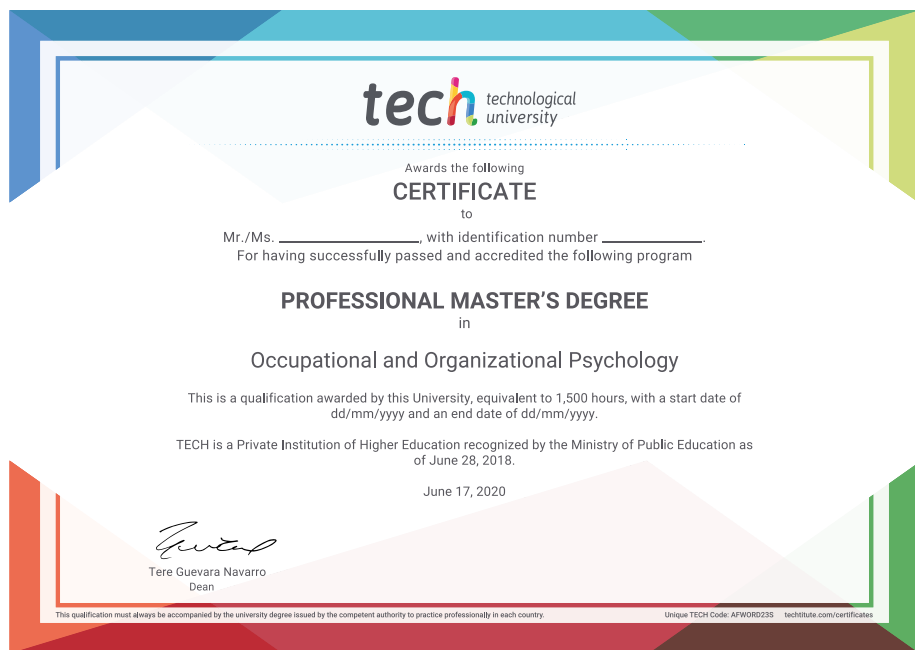 tech technological
university
Awards the following
CERTIFICATE
to
Mr./Ms. ____________________, with identification number ______________.
For having successfully passed and accredited the following program
PROFESSIONAL MASTER'S DEGREE
in
Occupational and Organizational Psychology
This is a qualification awarded by this University, equivalent to 1,500 hours, with a start date of
dd/mm/yyyy and an end date of dd/mm/yyyy.
TECH is a Private Institution of Higher Education recognized by the Ministry of Public Education as
of June 28, 2018.
June 17, 2020
Tere Guevara Navarro
Dean
This qualification must always be accompanied by the university degree issued by the competent authority to practice professionally in each country.
Unique TECH Code: AFWORD23S techtitute.com/certificates